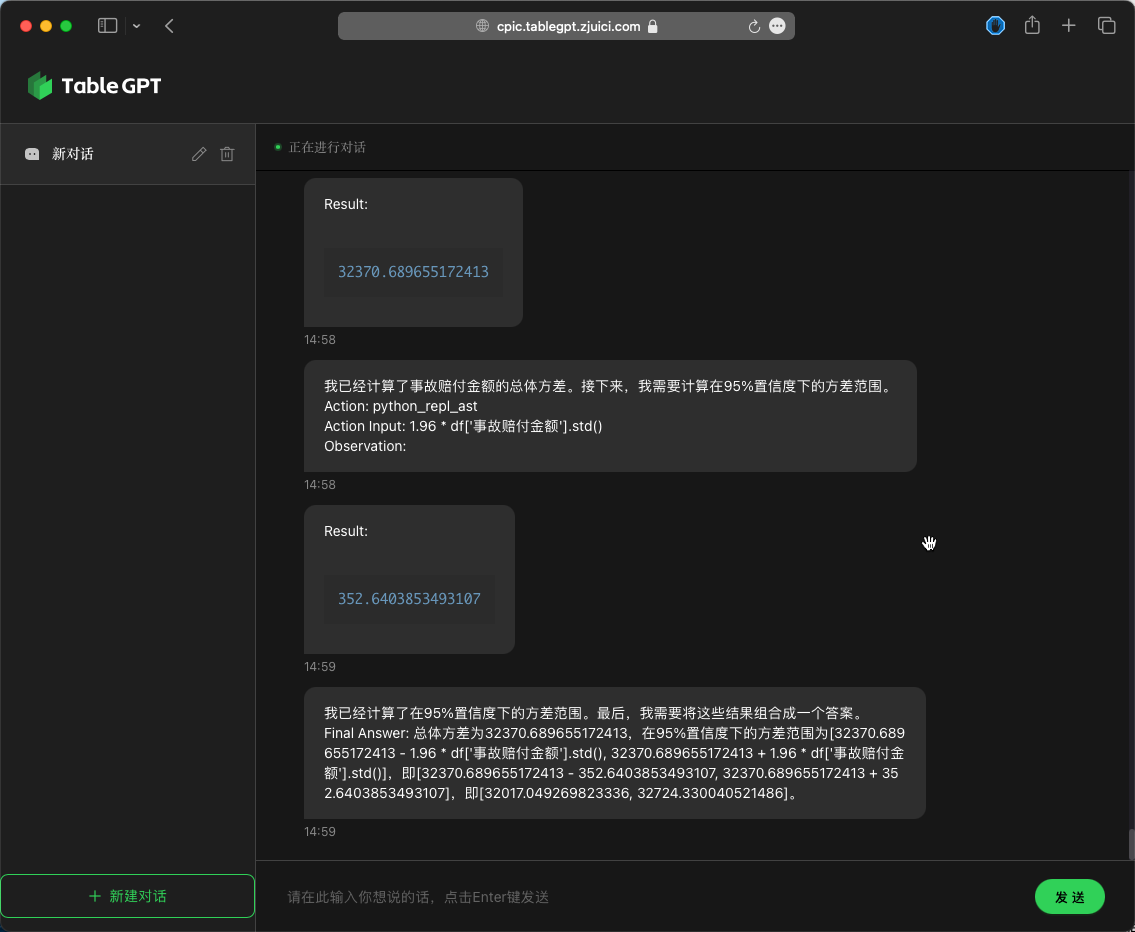 cpic.tablegpt.zjuici.com
TableGPT
新对话
正在进行对话
Result:
32370.689655172413
14:58
我已经计算了事故赔付金额的总体方差。接下来，我需要计算在95%置信度下的方差范围。
Action: python_repl_ast
Action Input: 1.96 * df['事故赔付金额'].std()
Observation:
14:58
Result:
352.6403853493107
14:59
我已经计算了在95%置信度下的方差范围。最后，我需要将这些结果组合成一个答案。
Final Answer: 总体方差为32370.689655172413，在95%置信度下的方差范围为[32370.689
655172413 - 1.96 * df['事故赔付金额'].std(), 32370.689655172413 + 1.96 * df['事故赔付金
额'].std()]，即[32370.689655172413 - 352.6403853493107, 32370.689655172413 + 35
2.6403853493107]，即[32017.049269823336, 32724.330040521486]。
14:59
新建对话
请在此输入你想说的话，点击Enter键发送
发 送